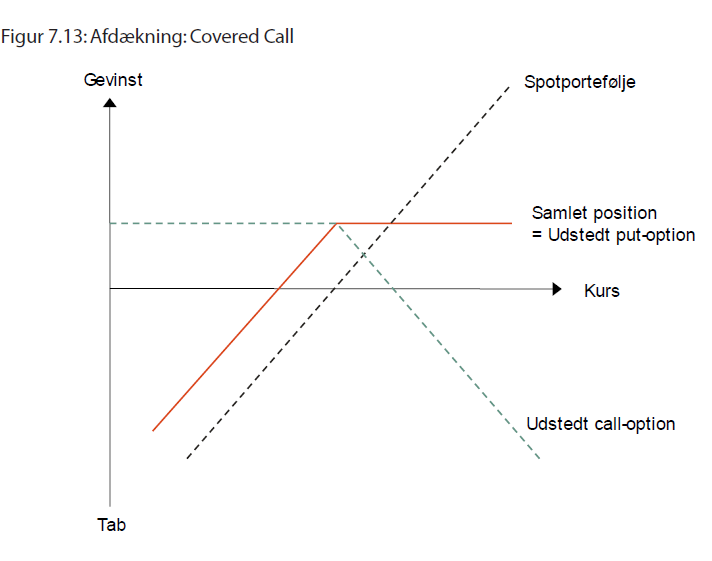 Figur 7.13: Afdækning: Covered Call
Gevinst
Spotportefølje
Samlet position
= Udstedt put-option
Kurs
Udstedt call-option
Tab